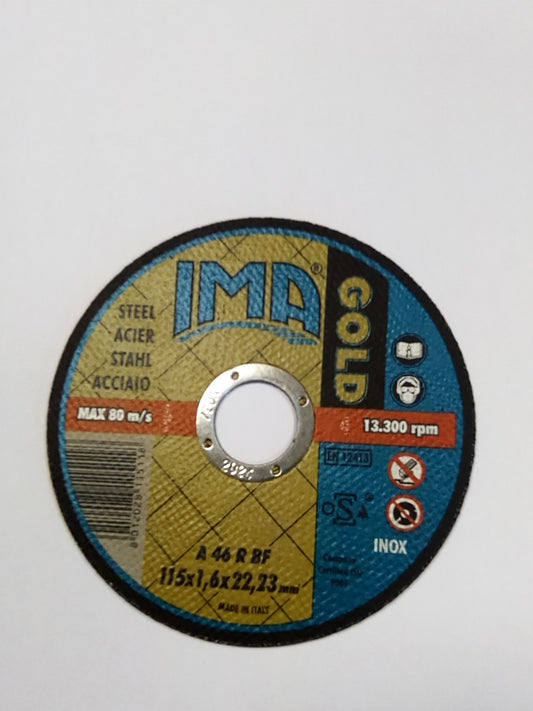 IMA®
GOLD
STEEL
ACIER
STAHL
ACCIAIO
MAX 80 m/s
13.300 rpm
EN 12413
oSa
INOX
A 46 R BF
115x1,6x22,23 mm
MADE IN ITALY
Company